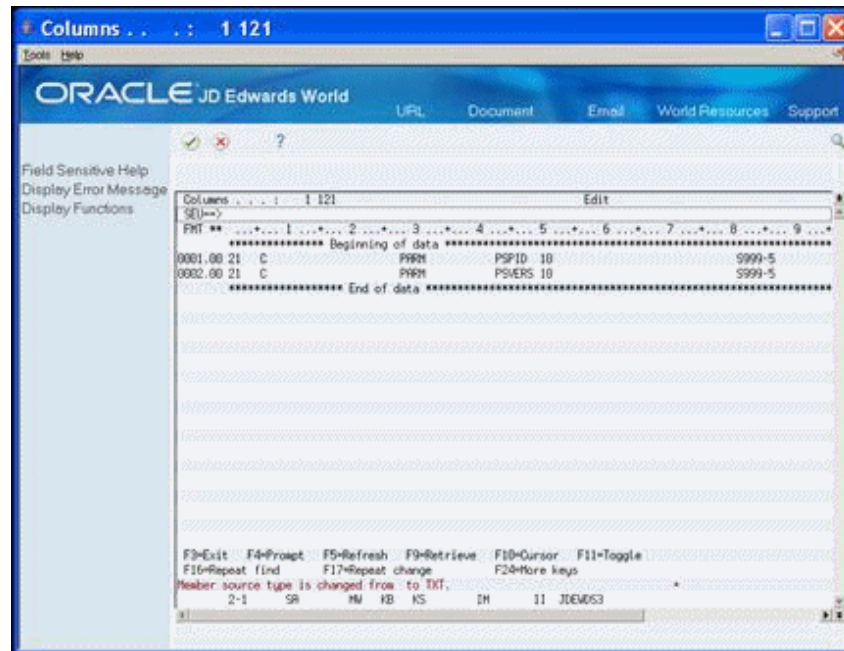 Columns . . . . : 1 121
Tools Help
ORACLE JD Edwards World
URL Document Email World Resources Support
?
Field Sensitive Help
Display Error Message
Display Functions
Columns . . . : 1 121 Edit
SEU==>
FMT ** ...+... 1 ...+... 2 ...+... 3 ...+... 4 ...+... 5 ...+... 6 ...+... 7 ...+... 8 ...+... 9 ...+
*************** Beginning of data ****************************************************
0001.00 21 C PARM PSPID 10 S999-5
0002.00 21 C PARM PSVERS 10 S999-5
****************** End of data *******************************************************
F3=Exit F4=Prompt F5=Refresh F9=Retrieve F10=Cursor F11=Toggle
F16=Repeat find F17=Repeat change F24=More keys
Member source type is changed from to TXT. *
2-1 SA MW KB KS IM II JDEWDS3